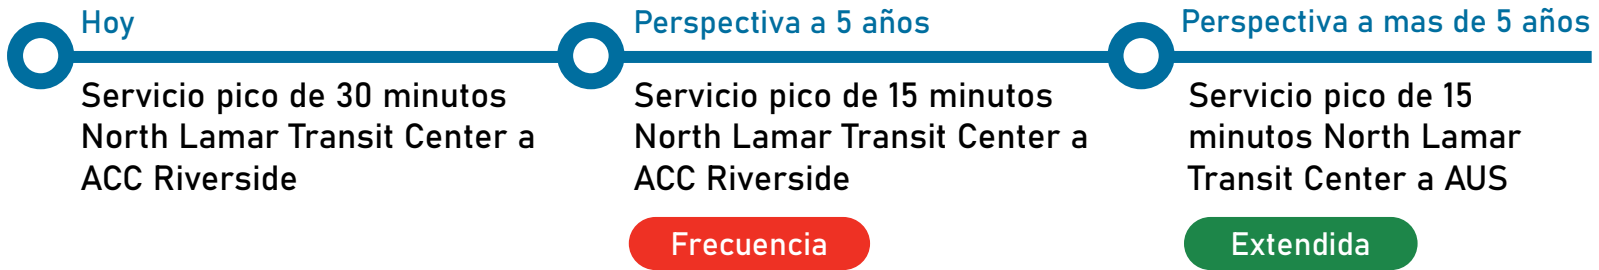 Hoy
Servicio pico de 30 minutos
North Lamar Transit Center a
ACC Riverside
Perspectiva a 5 años
Servicio pico de 15 minutos
North Lamar Transit Center a
ACC Riverside
Frecuencia
Perspectiva a mas de 5 años
Servicio pico de 15
minutos North Lamar
Transit Center a AUS
Extendida